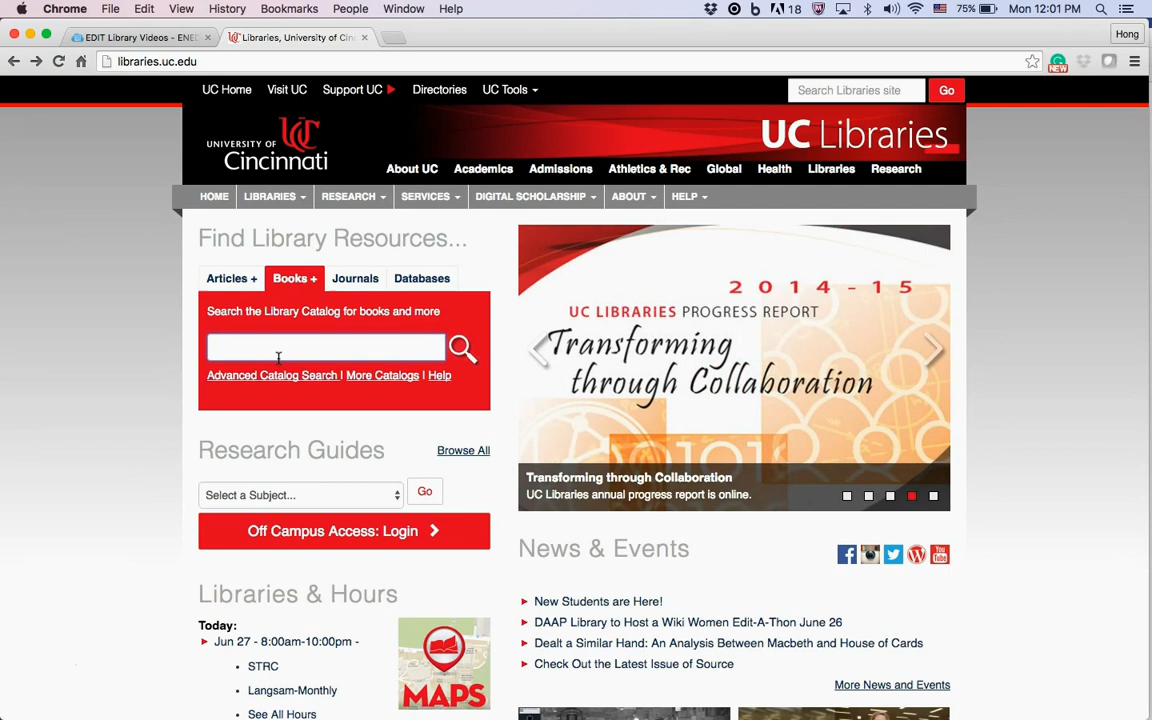 Chrome File Edit View History Bookmarks People Window Help 18 75% Mon 12:01 PM
EDIT Library Videos - ENED × Libraries, University of Cin × Hong
libraries.uc.edu NEW
UC Home Visit UC Support UC Directories UC Tools Search Libraries site Go
UNIVERSITY OF Cincinnati UC Libraries
About UC Academics Admissions Athletics & Rec Global Health Libraries Research
HOME LIBRARIES RESEARCH SERVICES DIGITAL SCHOLARSHIP ABOUT HELP
Find Library Resources...
Articles + Books + Journals Databases
Search the Library Catalog for books and more
Advanced Catalog Search | More Catalogs | Help
Research Guides Browse All
Select a Subject... Go
Off Campus Access: Login
Libraries & Hours
Today:
Jun 27 - 8:00am-10:00pm -
STRC
Langsam-Monthly
See All Hours
MAPS
2014-15
UC LIBRARIES PROGRESS REPORT
Transforming
through Collaboration
Transforming through Collaboration
UC Libraries annual progress report is online.
News & Events
You Tube
New Students are Here!
DAAP Library to Host a Wiki Women Edit-A-Thon June 26
Dealt a Similar Hand: An Analysis Between Macbeth and House of Cards
Check Out the Latest Issue of Source
More News and Events